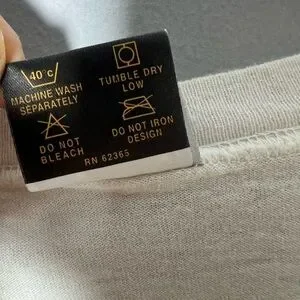 40°C
MACHINE WASH
SEPARATELY
TUMBLE DRY
LOW
DO NOT
BLEACH
DO NOT IRON
DESIGN
RN 62365